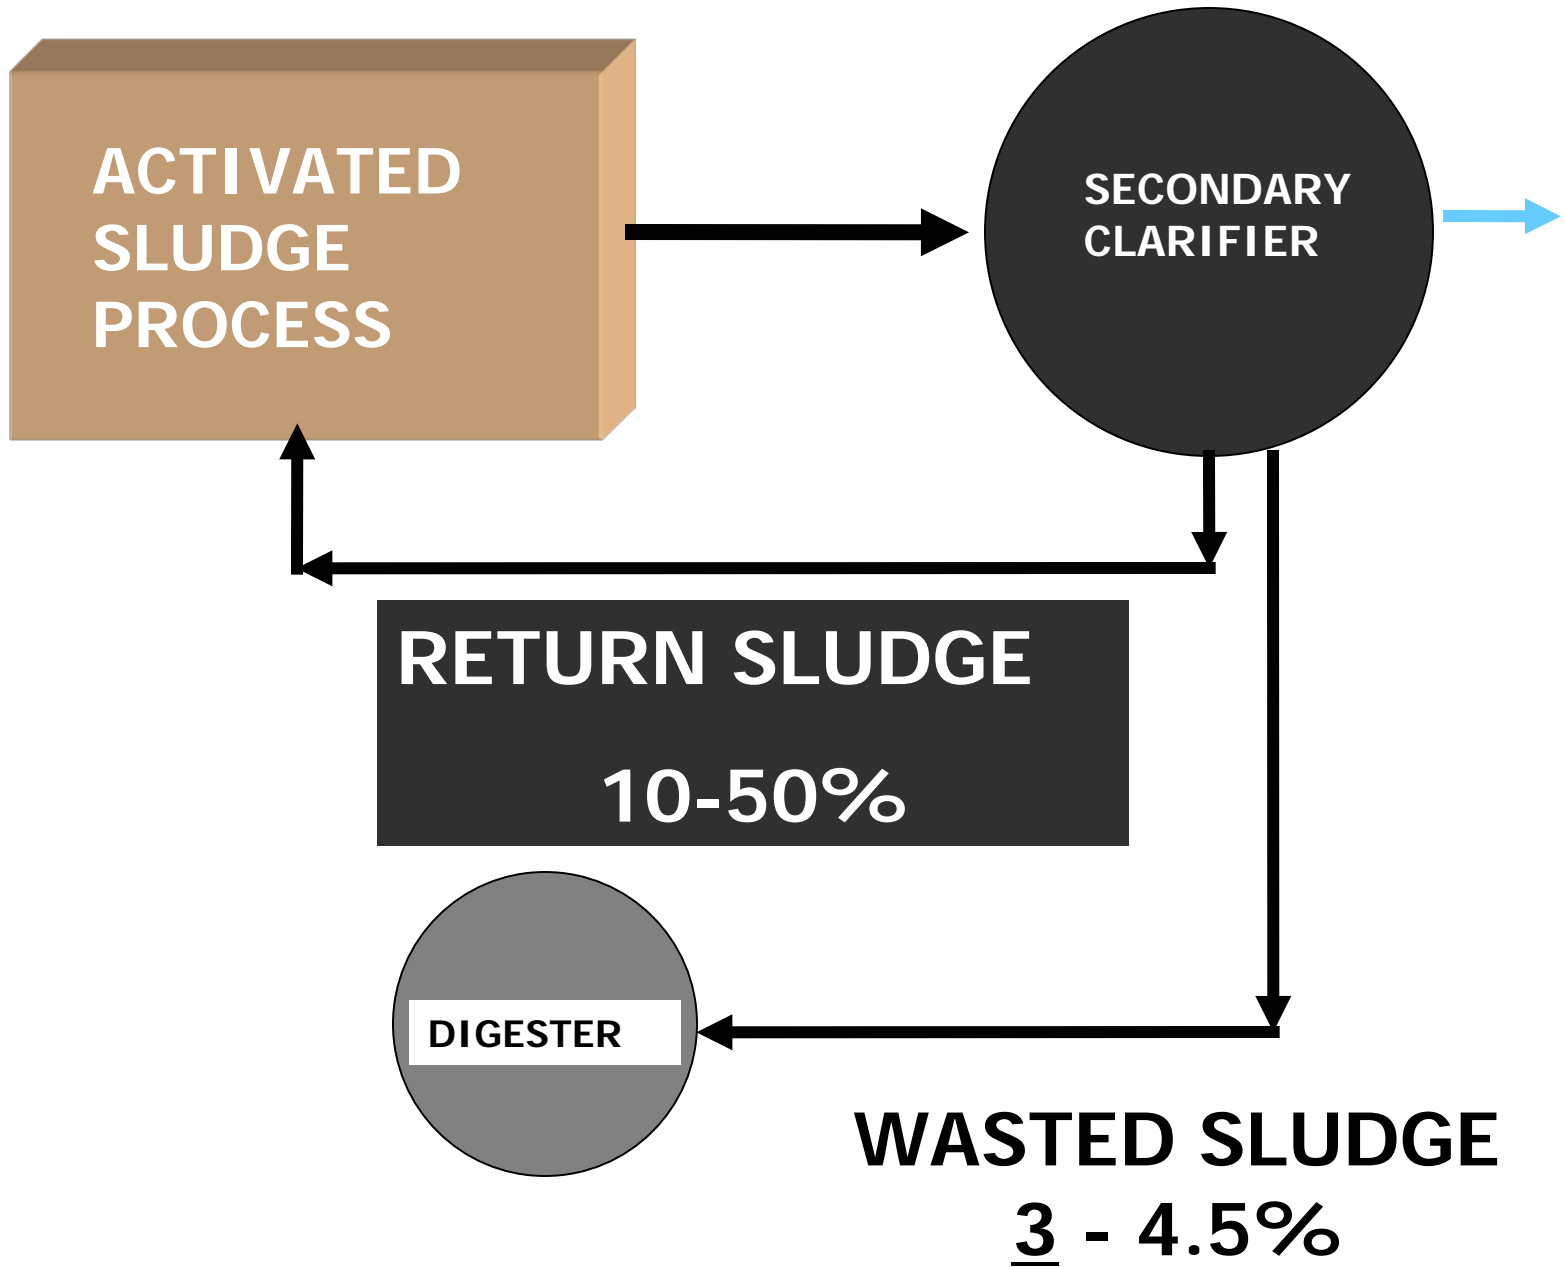 ACTIVATED
SLUDGE
PROCESS
SECONDARY
CLARIFIER
RETURN SLUDGE
10-50%
DIGESTER
WASTED SLUDGE
3 - 4.5%